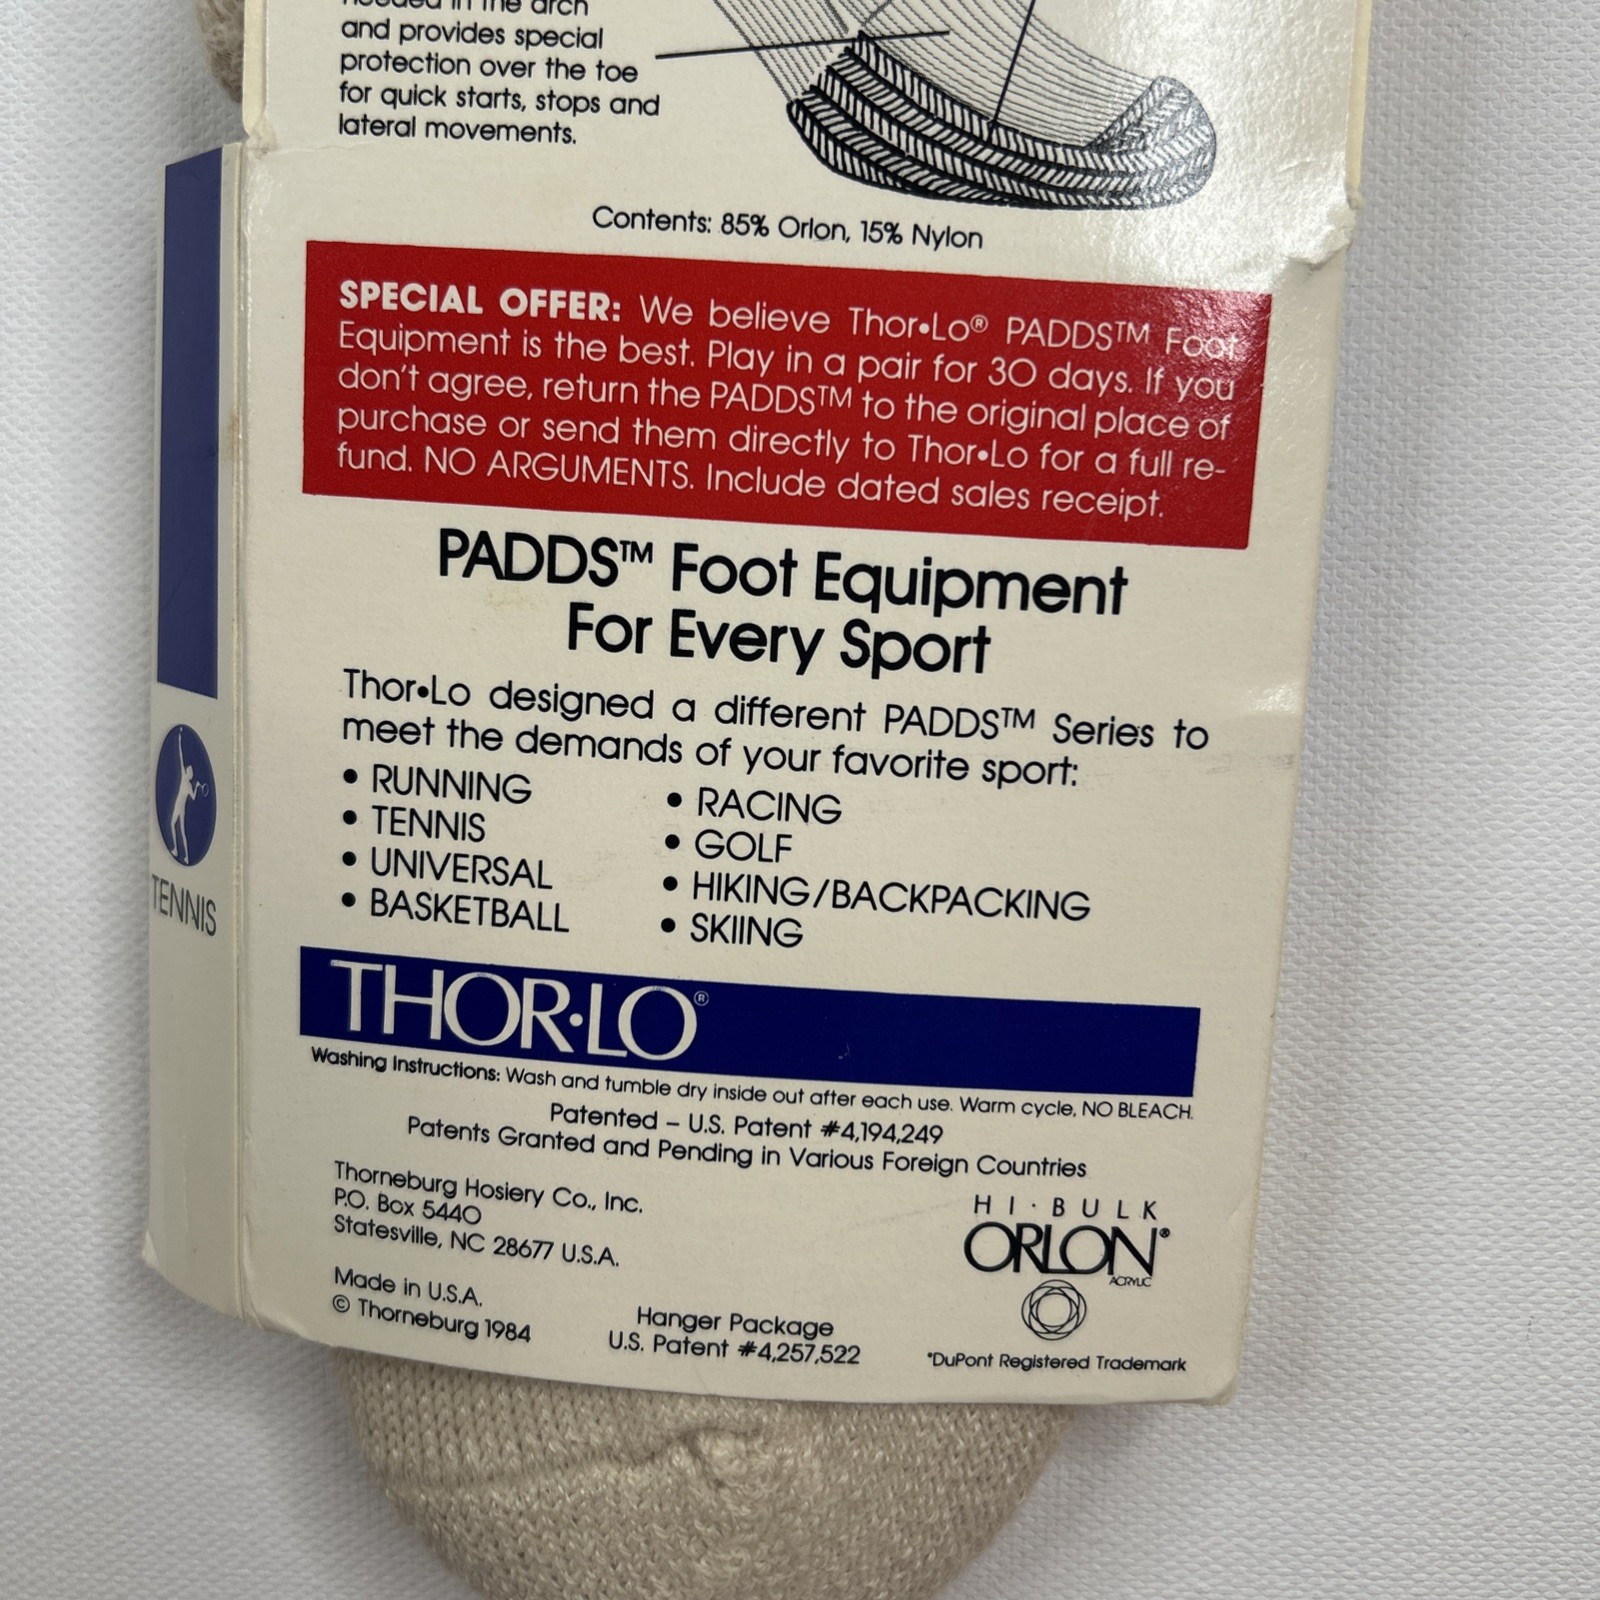 needed in the arch
and provides special
protection over the toe
for quick starts, stops and
lateral movements.
Contents: 85% Orlon, 15% Nylon
SPECIAL OFFER: We believe Thor•Lo® PADDS™ Foot
Equipment is the best. Play in a pair for 30 days. If you
don't agree, return the PADDS™ to the original place of
purchase or send them directly to Thor•Lo for a full re-
fund. NO ARGUMENTS. Include dated sales receipt.
PADDS™ Foot Equipment
For Every Sport
Thor•Lo designed a different PADDS™ Series to
meet the demands of your favorite sport:
• RUNNING
• TENNIS
• UNIVERSAL
• BASKETBALL
• RACING
• GOLF
• HIKING/BACKPACKING
• SKIING
TENNIS
THOR•LO®
Washing Instructions: Wash and tumble dry inside out after each use. Warm cycle, NO BLEACH.
Patented – U.S. Patent #4,194,249
Patents Granted and Pending in Various Foreign Countries
Thorneburg Hosiery Co., Inc.
P.O. Box 5440
Statesville, NC 28677 U.S.A.
Made in U.S.A.
© Thorneburg 1984
Hanger Package
U.S. Patent #4,257,522
HI·BULK
ORLON*
ACRYLIC
*DuPont Registered Trademark